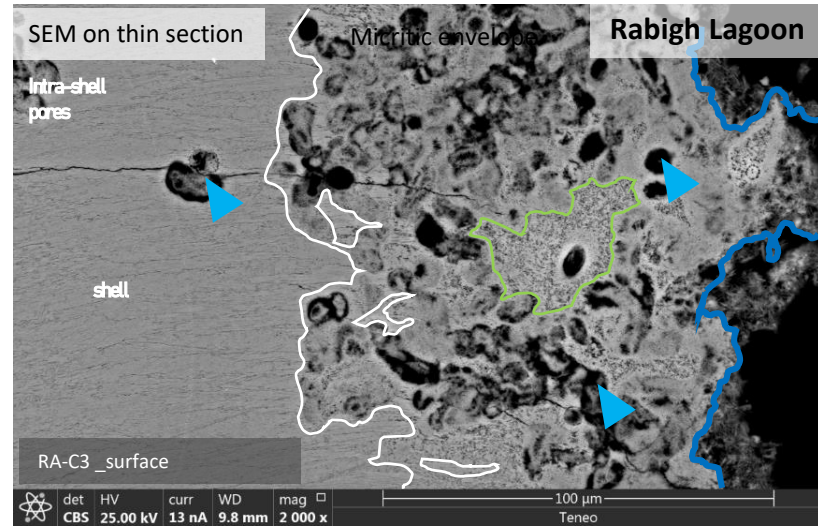 SEM on thin section
Micritic envelope
Rabigh Lagoon
Intra-shell
pores
shell
RA-C3 _surface
det HV curr WD mag □
CBS 25.00 kV 13 nA 9.8 mm 2 000 x
100 µm
Teneo